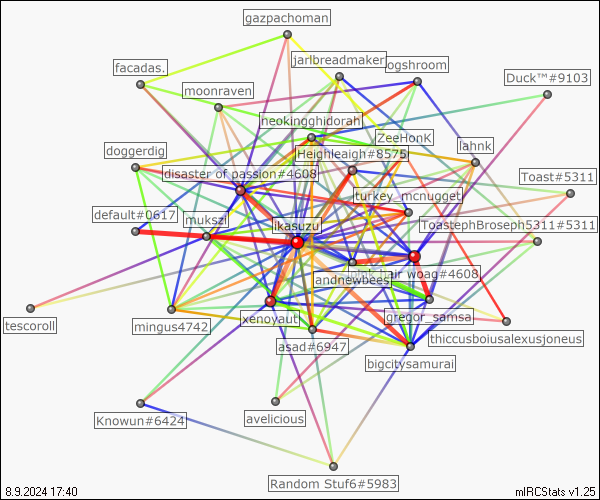 gazpachoman
jarlbreadmaker
ogshroom
facadas.
Duck™#9103
moonraven
neokingghidorah
ZeeHonK
lahnk
doggerdig
Heighleaigh#8575
disaster of passion#4608
Toast#5311
turkey_mcnugget
default#0617
mukszi
ikasuzu
ToastephBroseph5311#5311
andnewbees
hair woag#4608
tescoroll
mingus4742
xenoyaut
gregor_samsa
thiccusboiusalexusjoneus
asad#6947
bigcitysamurai
Knowun#6424
avelicious
Random Stuf6#5983
8.9.2024 17:40
mIRCStats v1.25